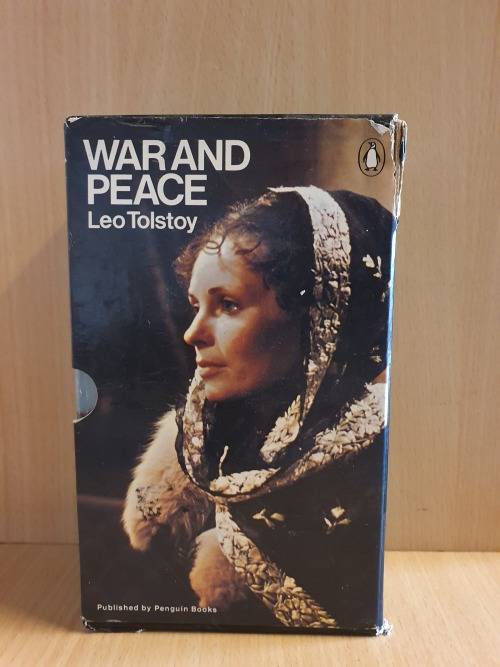 WAR AND
PEACE
Leo Tolstoy
Published by Penguin Books